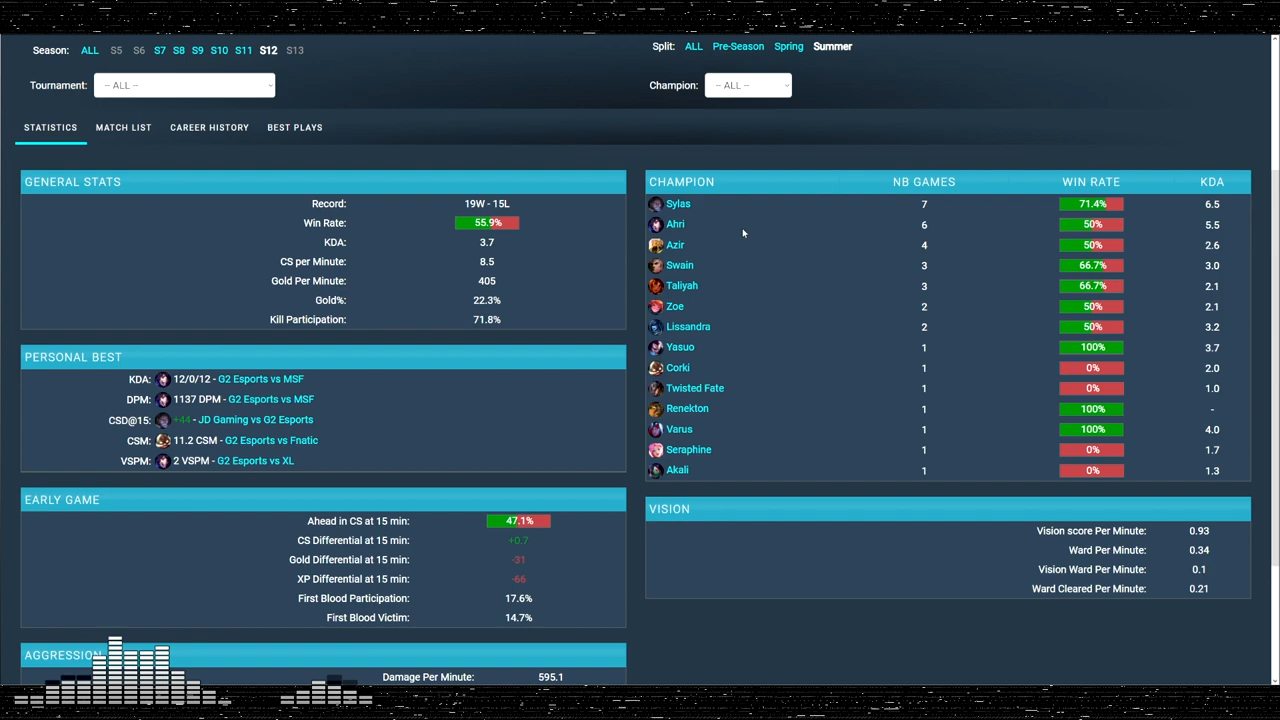 Season: ALL S5 S6 S7 S8 S9 S10 S11 S12 S13
Split: ALL Pre-Season Spring Summer
Tournament: -- ALL --
Champion: -- ALL --
STATISTICS MATCH LIST CAREER HISTORY BEST PLAYS
GENERAL STATS
Record: 19W - 15L
Win Rate: 55.9%
KDA: 3.7
CS per Minute: 8.5
Gold Per Minute: 405
Gold%: 22.3%
Kill Participation: 71.8%
PERSONAL BEST
KDA: 12/0/12 - G2 Esports vs MSF
DPM: 1137 DPM - G2 Esports vs MSF
CSD@15: +44 - JD Gaming vs G2 Esports
CSM: 11.2 CSM - G2 Esports vs Fnatic
VSPM: 2 VSPM - G2 Esports vs XL
EARLY GAME
Ahead in CS at 15 min: 47.1%
CS Differential at 15 min: +0.7
Gold Differential at 15 min: -31
XP Differential at 15 min: -66
First Blood Participation: 17.6%
First Blood Victim: 14.7%
AGGRESSION
Damage Per Minute: 595.1
CHAMPION NB GAMES WIN RATE KDA
Sylas 7 71.4% 6.5
Ahri 6 50% 5.5
Azir 4 50% 2.6
Swain 3 66.7% 3.0
Taliyah 3 66.7% 2.1
Zoe 2 50% 2.1
Lissandra 2 50% 3.2
Yasuo 1 100% 3.7
Corki 1 0% 2.0
Twisted Fate 1 0% 1.0
Renekton 1 100% -
Varus 1 100% 4.0
Seraphine 1 0% 1.7
Akali 1 0% 1.3
VISION
Vision score Per Minute: 0.93
Ward Per Minute: 0.34
Vision Ward Per Minute: 0.1
Ward Cleared Per Minute: 0.21